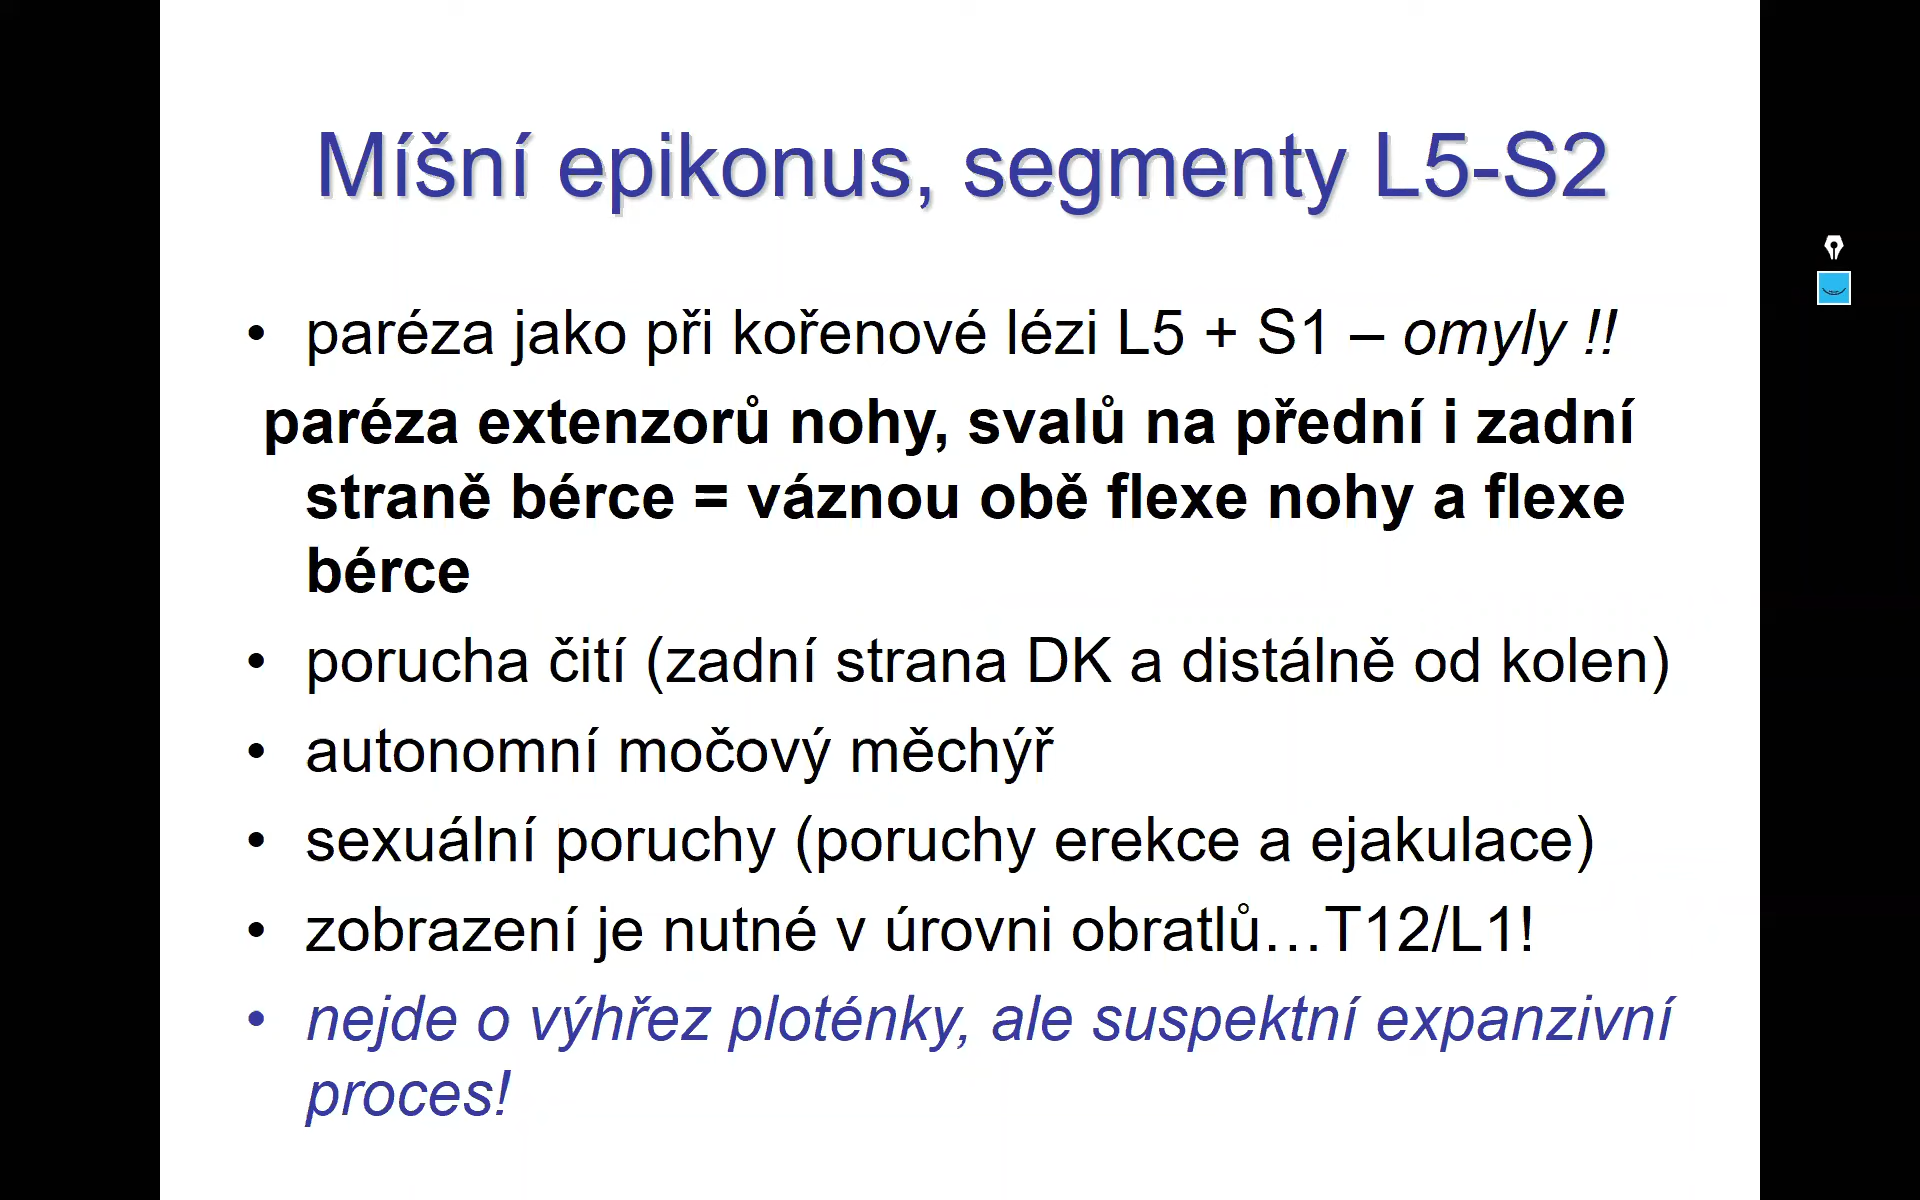 Míšní epikonus, segmenty L5-S2
• paréza jako při kořenové lézi L5 + S1 – omyly !!
paréza extenzorů nohy, svalů na přední i zadní
straně bérce = váznou obě flexe nohy a flexe
bérce
• porucha čití (zadní strana DK a distálně od kolen)
• autonomní močový měchýř
• sexuální poruchy (poruchy erekce a ejakulace)
• zobrazení je nutné v úrovni obratlů…T12/L1!
• nejde o výhřez ploténky, ale suspektní expanzivní
proces!